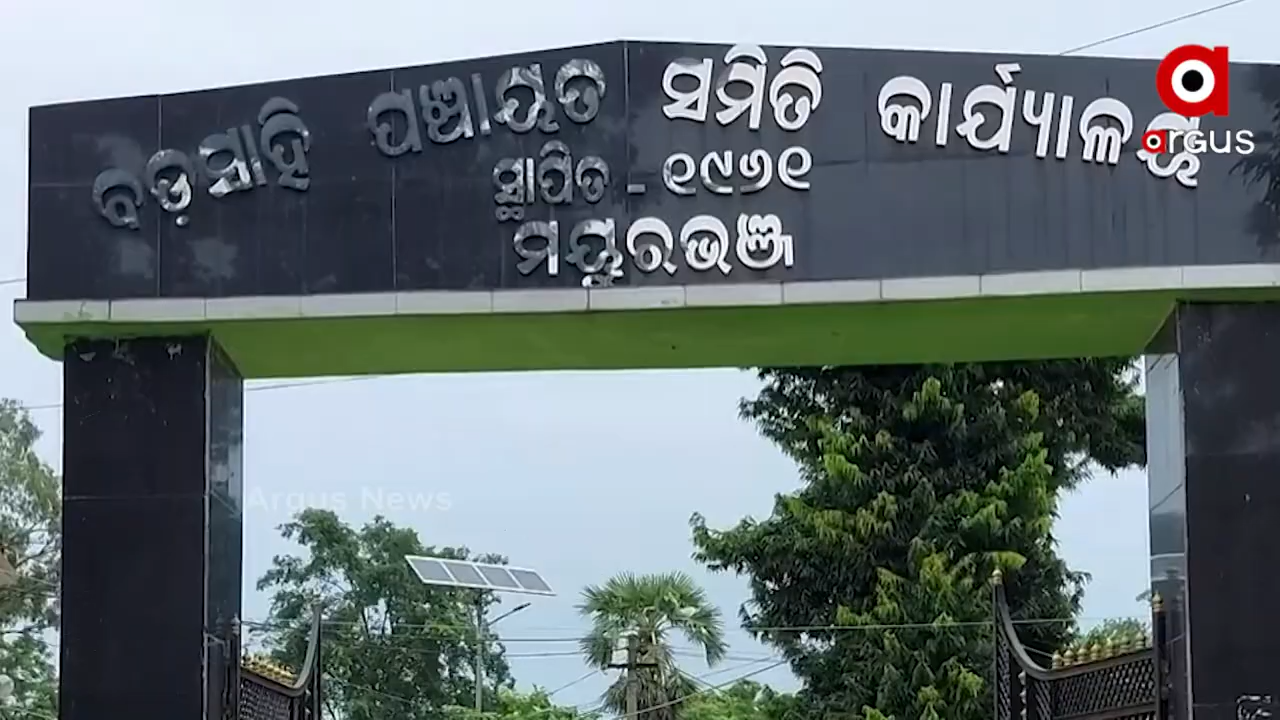 ବଡ଼ସାହି ପଞ୍ଚାୟତ ସମିତି କାର୍ଯ୍ୟାଳୟ
ସ୍ଥାପିତ - ୧୯୬୧
ମୟୂରଭଞ୍ଜ
argus
Argus News